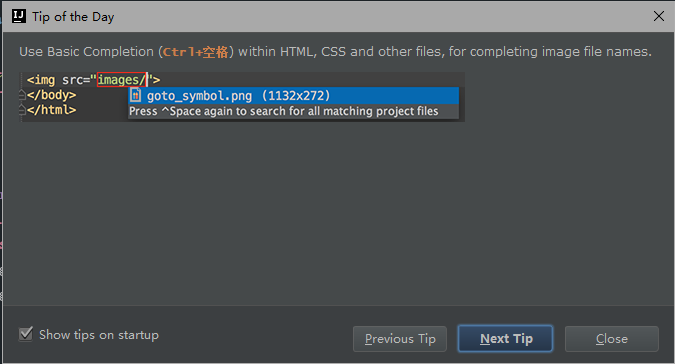 IJ Tip of the Day
Use Basic Completion (Ctrl+空格) within HTML, CSS and other files, for completing image file names.
<img src="images/">
</body>
goto_symbol.png (1132x272)
</html>
Press ^Space again to search for all matching project files
Show tips on startup
Previous Tip
Next Tip
Close